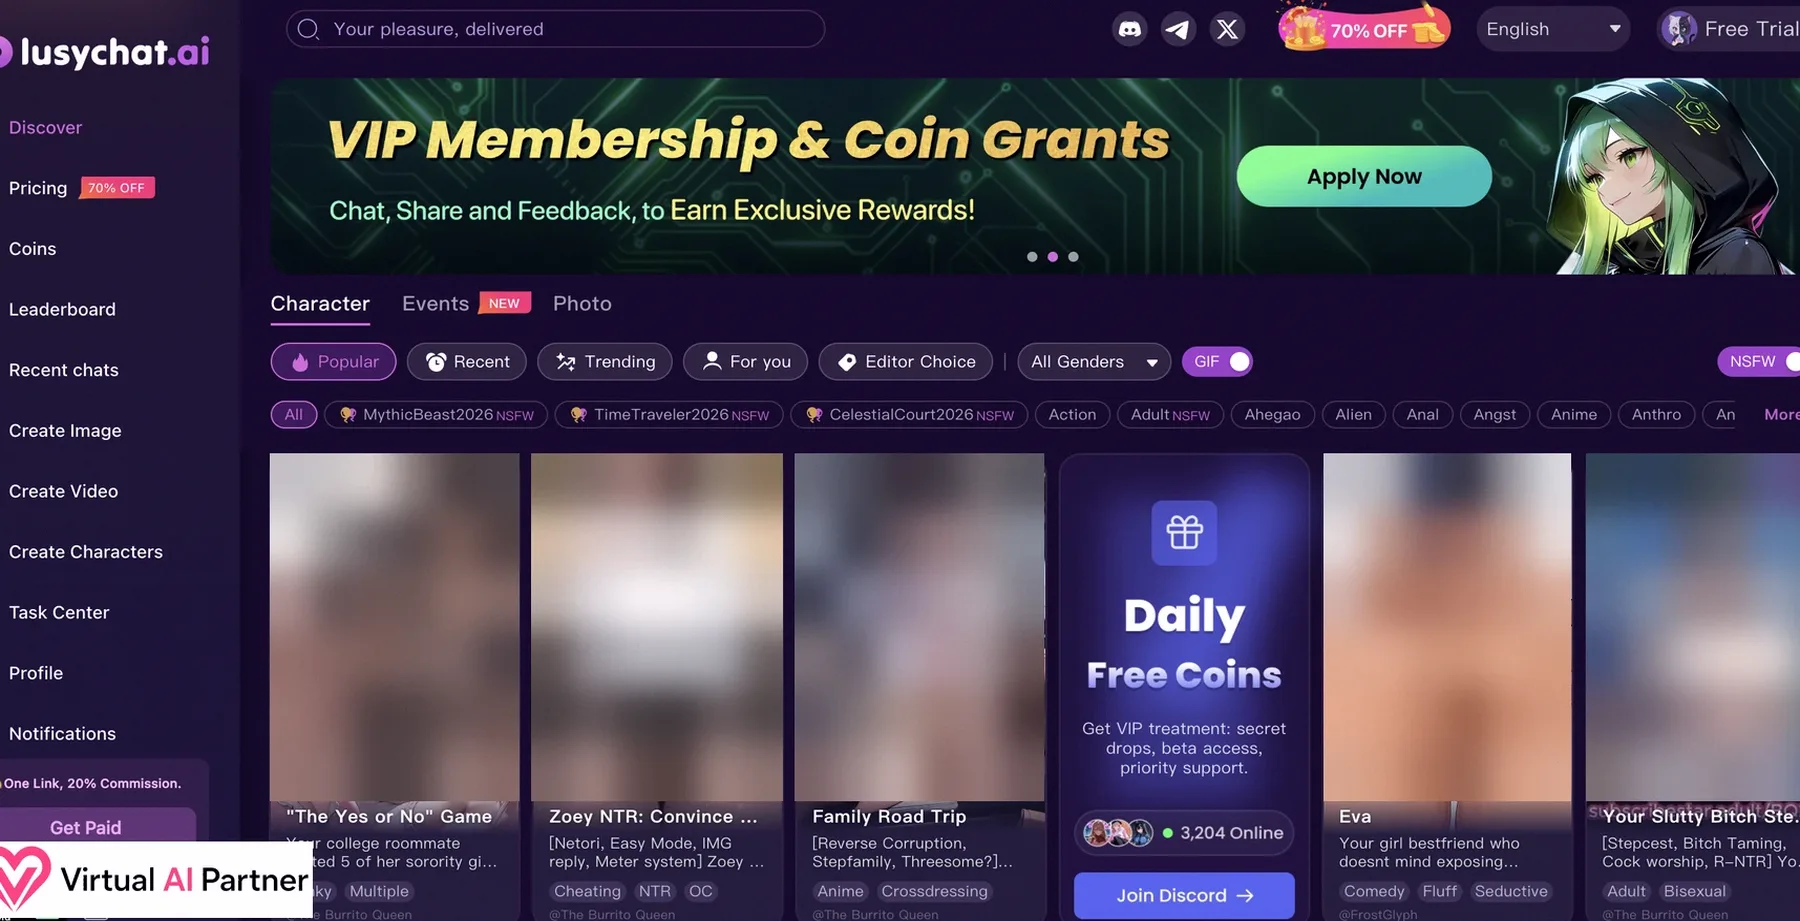 Your pleasure, delivered
70% OFF
English
Free Trial
lusychat.ai
Discover
Pricing 70% OFF
Coins
Leaderboard
Recent chats
Create Image
Create Video
Create Characters
Task Center
Profile
Notifications
One Link, 20% Commission.
Get Paid
VIP Membership & Coin Grants
Chat, Share and Feedback, to Earn Exclusive Rewards!
Apply Now
Character Events NEW Photo
Popular Recent Trending For you Editor Choice | All Genders GIF NSFW
All MythicBeast2026 NSFW TimeTraveler2026 NSFW CelestialCourt2026 NSFW Action Adult NSFW Ahegao Alien Anal Angst Anime Anthro An More
"The Yes or No" Game
Your college roommate
ted 5 of her sorority gi...
ky Multiple
The Burrito Queen
Zoey NTR: Convince ...
[Netori, Easy Mode, IMG
reply, Meter system] Zoey ...
Cheating NTR OC
@The Burrito Queen
Family Road Trip
[Reverse Corruption,
Stepfamily, Threesome?]...
Anime Crossdressing
@The Burrito Queen
Daily
Free Coins
Get VIP treatment: secret
drops, beta access,
priority support.
3,204 Online
Join Discord →
Eva
Your girl bestfriend who
doesnt mind exposing...
Comedy Fluff Seductive
@FrostGlyph
Your Slutty Bitch Ste...
[Stepcest, Bitch Taming,
Cock worship, R-NTR] Yo...
Adult Bisexual
@The Burrito Queen
Virtual AI Partner